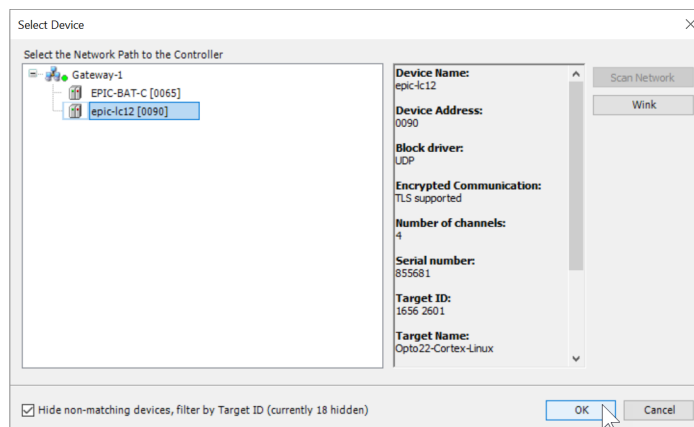 Select Device
Select the Network Path to the Controller
Gateway-1
EPIC-BAT-C [0065]
epic-lc12 [0090]
Device Name:
epic-lc12
Device Address:
0090
Block driver:
UDP
Encrypted Communication:
TLS supported
Number of channels:
4
Serial number:
855681
Target ID:
1656 2601
Target Name:
Opto22-Cortex-Linux
Scan Network
Wink
Hide non-matching devices, filter by Target ID (currently 18 hidden)
OK
Cancel